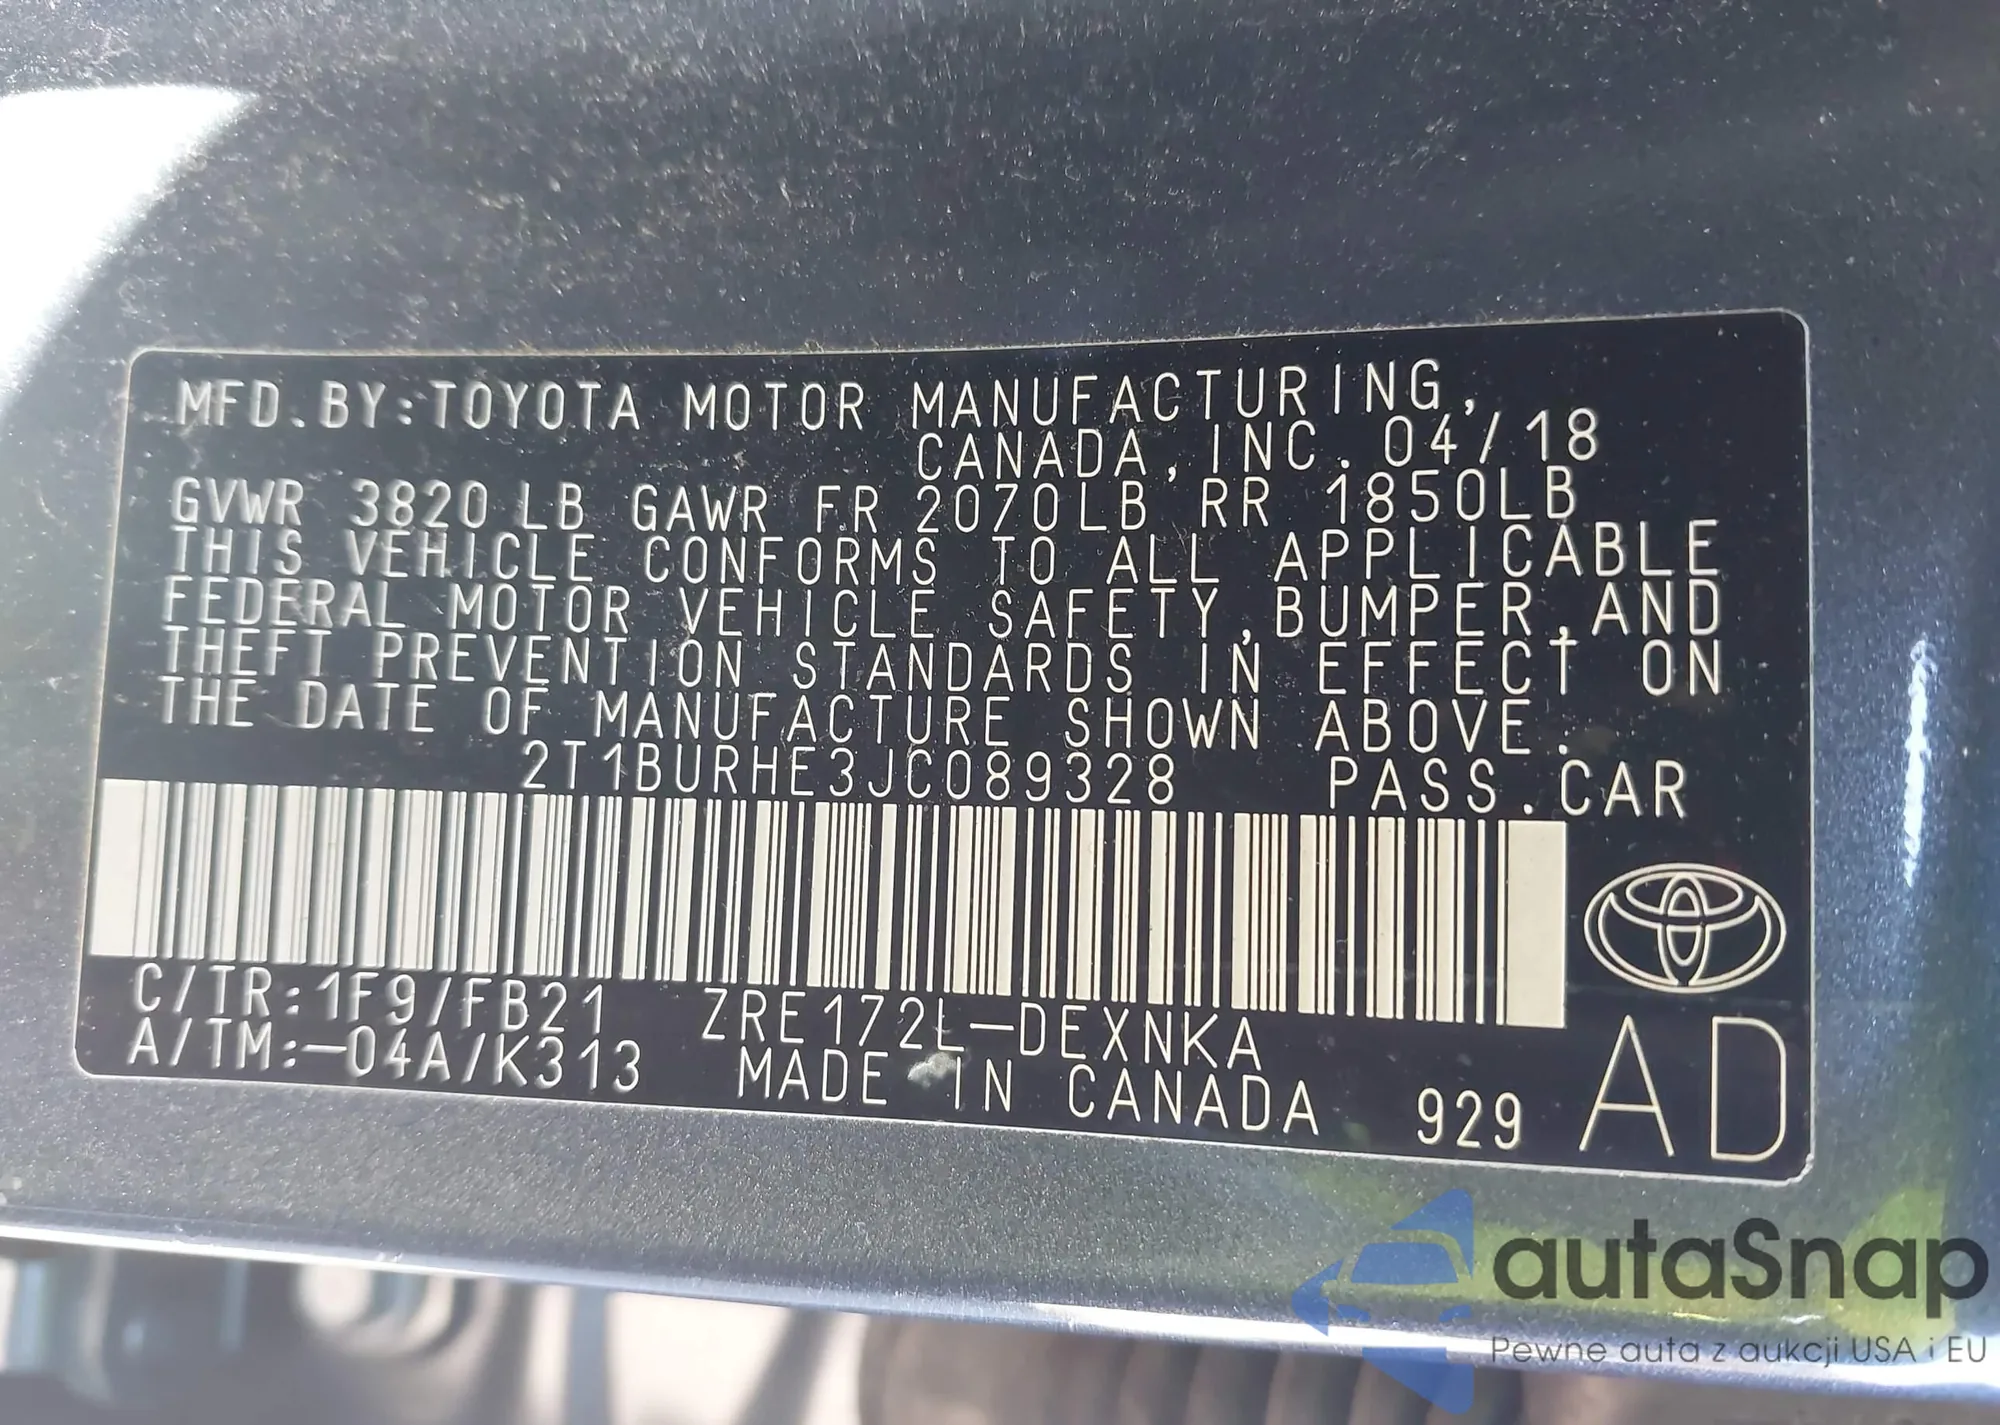 MFD.BY:TOYOTA MOTOR MANUFACTURING,
CANADA,INC. 04/18
GVWR 3820LB GAWR FR 2070LB RR 1850LB
THIS VEHICLE CONFORMS TO ALL APPLICABLE
FEDERAL MOTOR VEHICLE SAFETY,BUMPER,AND
THEFT PREVENTION STANDARDS IN EFFECT ON
THE DATE OF MANUFACTURE SHOWN ABOVE.
2T1BURHE3JC089328 PASS.CAR
C/TR:1F9/FB21 ZRE172L-DEXNKA
A/TM:-04A/K313 MADE IN CANADA 929 AD
autaSnap
Pewne auta z aukcji USA i EU